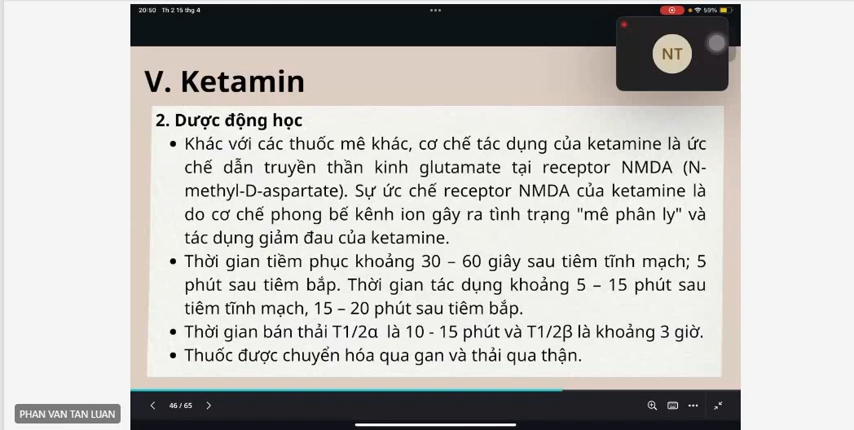 20:50 Th 2 15 thg 4
59%
NT
V. Ketamin
2. Dược động học
• Khác với các thuốc mê khác, cơ chế tác dụng của ketamine là ức
chế dẫn truyền thần kinh glutamate tại receptor NMDA (N-
methyl-D-aspartate). Sự ức chế receptor NMDA của ketamine là
do cơ chế phong bế kênh ion gây ra tình trạng "mê phân ly" và
tác dụng giảm đau của ketamine.
• Thời gian tiềm phục khoảng 30 – 60 giây sau tiêm tĩnh mạch; 5
phút sau tiêm bắp. Thời gian tác dụng khoảng 5 – 15 phút sau
tiêm tĩnh mạch, 15 – 20 phút sau tiêm bắp.
• Thời gian bán thải T1/2α là 10 - 15 phút và T1/2β là khoảng 3 giờ.
• Thuốc được chuyển hóa qua gan và thải qua thận.
46 / 65
PHAN VAN TAN LUAN